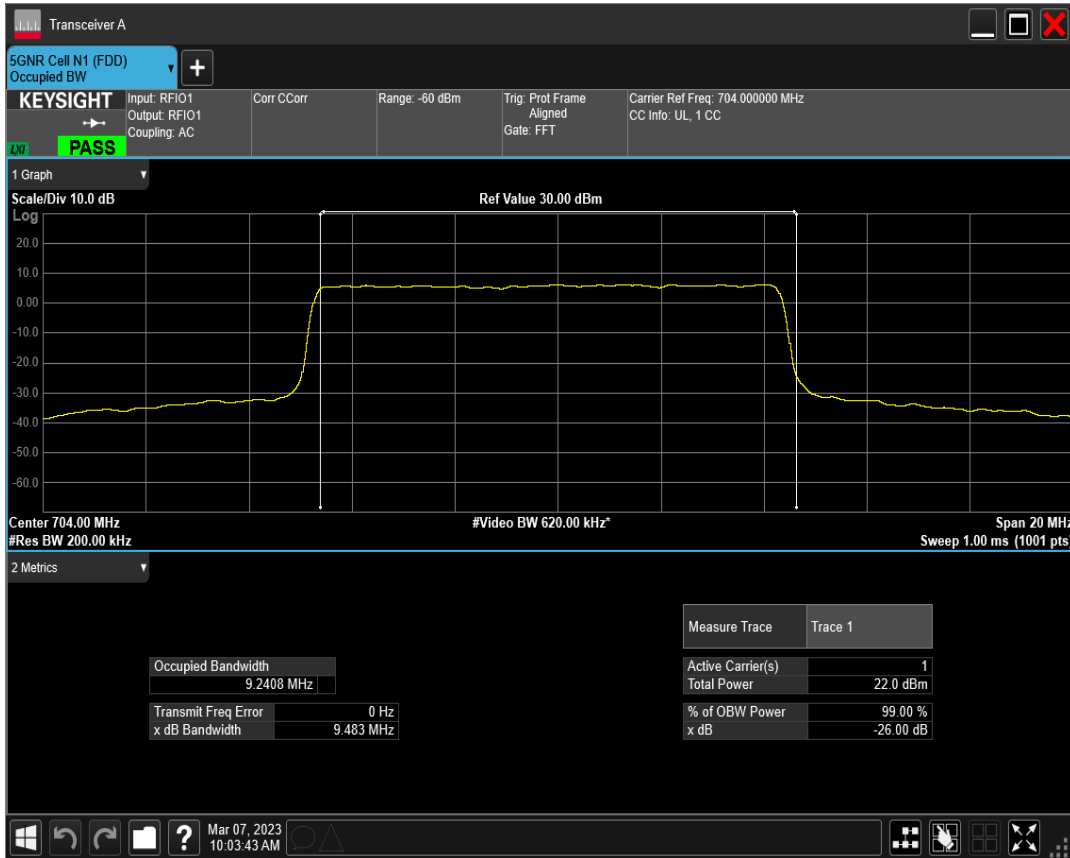 Transceiver A
5GNR Cell N1 (FDD)
Occupied BW
KEYSIGHT
LXI
PASS
Input: RFIO1
Output: RFIO1
Coupling: AC
Corr CCorr
Range: -60 dBm
Trig: Prot Frame
Aligned
Gate: FFT
Carrier Ref Freq: 704.000000 MHz
CC Info: UL, 1 CC
1 Graph
Scale/Div 10.0 dB
Ref Value 30.00 dBm
Log
20.0
10.0
0.00
-10.0
-20.0
-30.0
-40.0
-50.0
-60.0
Center 704.00 MHz
#Video BW 620.00 kHz*
Span 20 MHz
#Res BW 200.00 kHz
Sweep 1.00 ms (1001 pts)
2 Metrics
Measure Trace Trace 1
Occupied Bandwidth
9.2408 MHz
Active Carrier(s) 1
Total Power 22.0 dBm
Transmit Freq Error 0 Hz
x dB Bandwidth 9.483 MHz
% of OBW Power 99.00 %
x dB -26.00 dB
Mar 07, 2023
10:03:43 AM